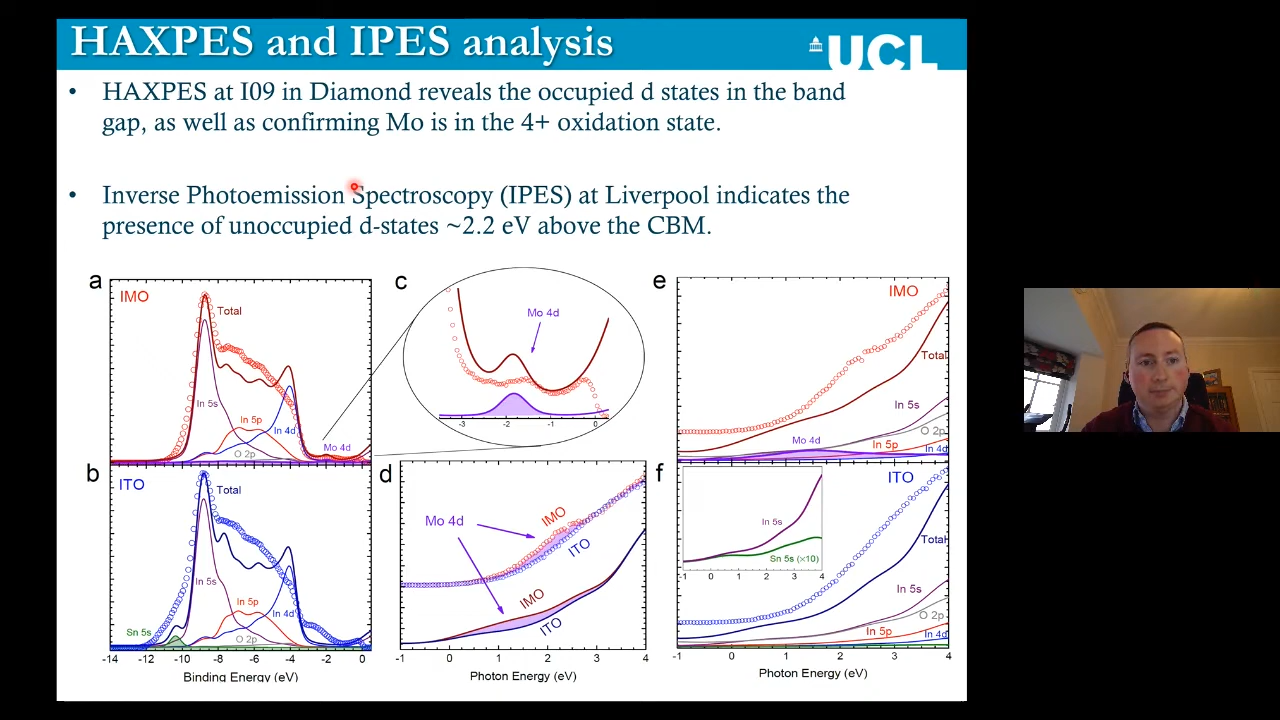 HAXPES and IPES analysis
UCL
• HAXPES at I09 in Diamond reveals the occupied d states in the band
gap, as well as confirming Mo is in the 4+ oxidation state.
• Inverse Photoemission Spectroscopy (IPES) at Liverpool indicates the
presence of unoccupied d-states ~2.2 eV above the CBM.
a
IMO
Total
In 5s
In 5p
In 4d
O 2p
Mo 4d
b
ITO
Total
In 5s
In 5p
In 4d
Sn 5s
O 2p
-14 -12 -10 -8 -6 -4 -2 0
Binding Energy (eV)
c
Mo 4d
-3 -2 -1 0
d
Mo 4d
IMO
ITO
IMO
ITO
-1 0 1 2 3 4
Photon Energy (eV)
e
IMO
Total
In 5s
O 2p
Mo 4d
In 5p
In 4d
f
ITO
In 5s
Sn 5s (×10)
-1 0 1 2 3 4
Total
In 5s
O 2p
In 5p
In 4d
-1 0 1 2 3 4
Photon Energy (eV)